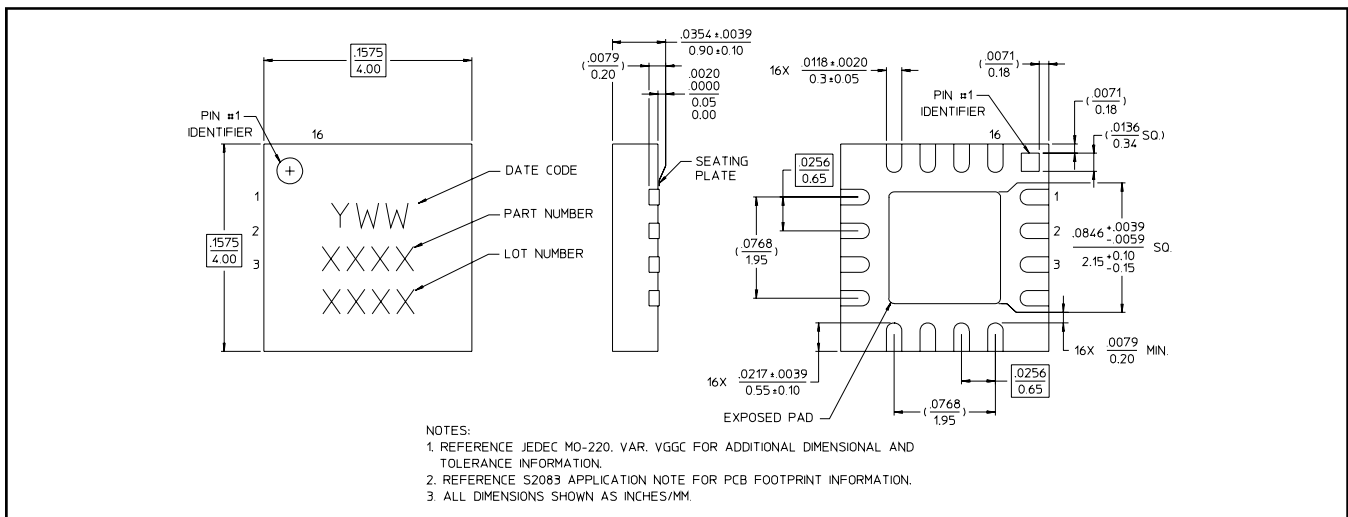 .1575
4.00
PIN #1
IDENTIFIER
16
1
2
3
.1575
4.00
DATE CODE
YWW
PART NUMBER
XXXX
LOT NUMBER
XXXX
.0354 ±.0039
0.90 ±0.10
(.0079
0.20)
.0020
.0000
0.05
0.00
SEATING
PLATE
16X .0118 ±.0020
0.3 ±0.05
(.0071
0.18)
PIN #1
IDENTIFIER
16
(.0071
0.18)
(.0136 SQ.)
0.34
.0256
0.65
1
2
3
(.0768
1.95)
.0846 +.0039
-.0059 SQ.
2.15 +0.10
-0.15
16X .0079 MIN.
0.20
16X .0217 ±.0039
0.55 ±0.10
.0256
0.65
(.0768
1.95)
EXPOSED PAD
NOTES:
1. REFERENCE JEDEC MO-220, VAR. VGGC FOR ADDITIONAL DIMENSIONAL AND
TOLERANCE INFORMATION.
2. REFERENCE S2083 APPLICATION NOTE FOR PCB FOOTPRINT INFORMATION.
3. ALL DIMENSIONS SHOWN AS INCHES/MM.